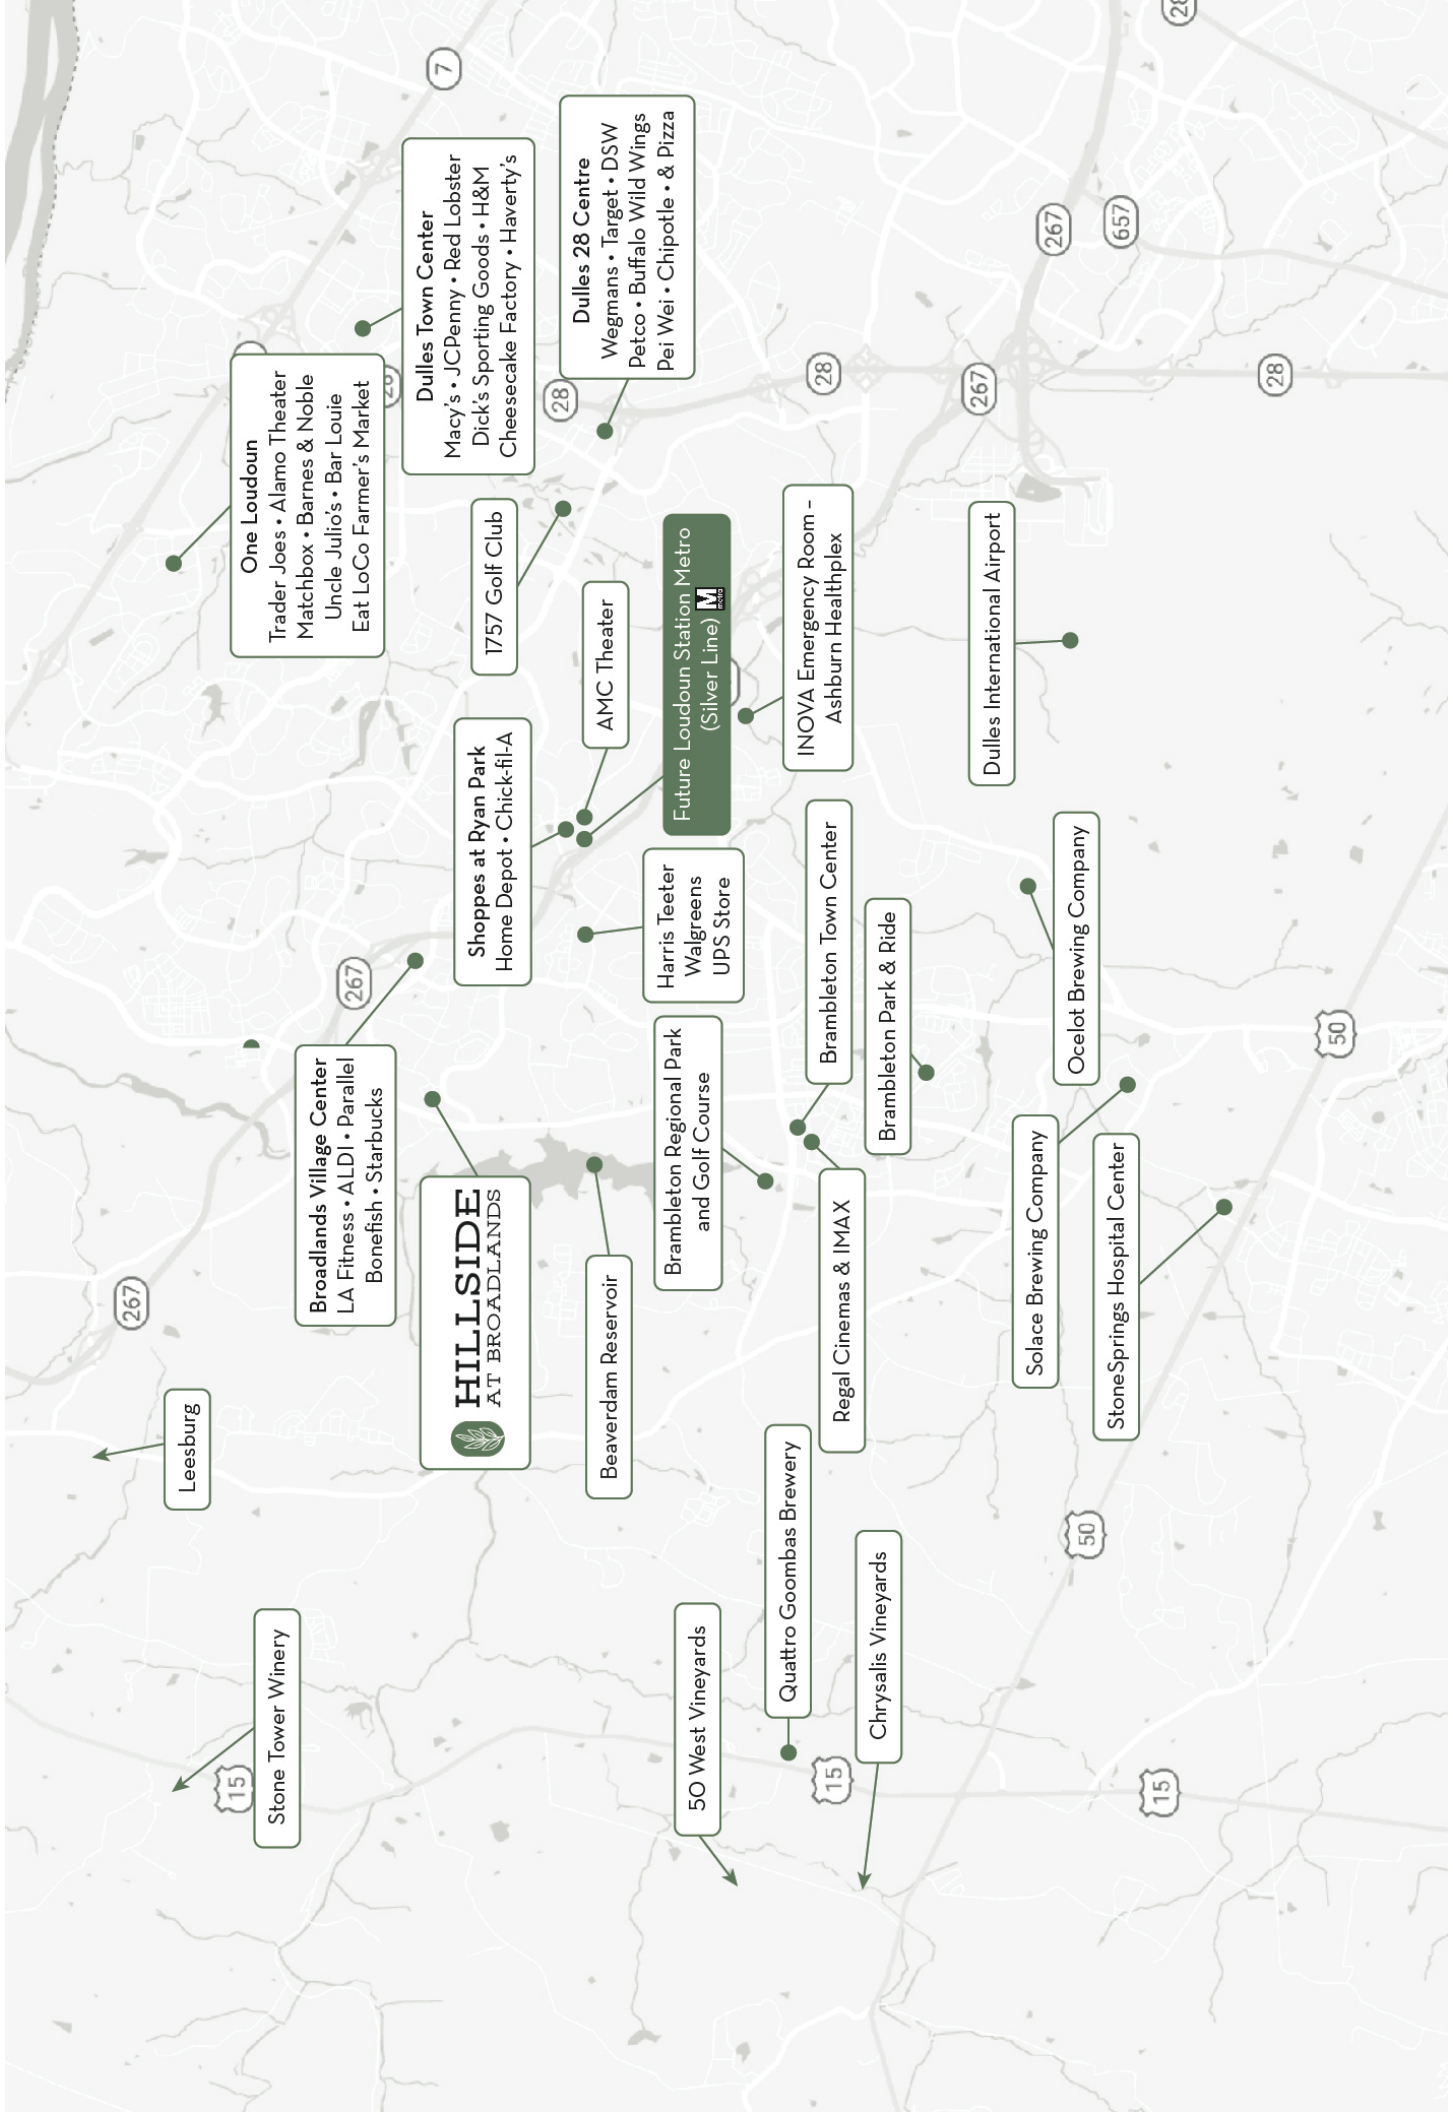 Stone Tower Winery
15
Leesburg
267
Broadlands Village Center
LA Fitness • ALDI • Parallel
Bonefish • Starbucks
267
One Loudoun
Trader Joes • Alamo Theater
Matchbox • Barnes & Noble
Uncle Julio's • Bar Louie
Eat LoCo Farmer's Market
7
Dulles Town Center
Macy's • JCPenny • Red Lobster
Dick's Sporting Goods • H&M
Cheesecake Factory • Haverty's
28
HILLSIDE
AT BROADLANDS
Shoppes at Ryan Park
Home Depot • Chick-fil-A
1757 Golf Club
28
Dulles 28 Centre
Wegmans • Target • DSW
Petco • Buffalo Wild Wings
Pei Wei • Chipotle • & Pizza
Beaverdam Reservoir
AMC Theater
50 West Vineyards
Brambleton Regional Park
and Golf Course
Harris Teeter
Walgreens
UPS Store
Future Loudoun Station Metro
(Silver Line)
M
metro
Quattro Goombas Brewery
15
Regal Cinemas & IMAX
Brambleton Town Center
INOVA Emergency Room –
Ashburn Healthplex
28
Chrysalis Vineyards
Brambleton Park & Ride
Dulles International Airport
267
267
657
Solace Brewing Company
Ocelot Brewing Company
50
StoneSprings Hospital Center
15
28
50
28